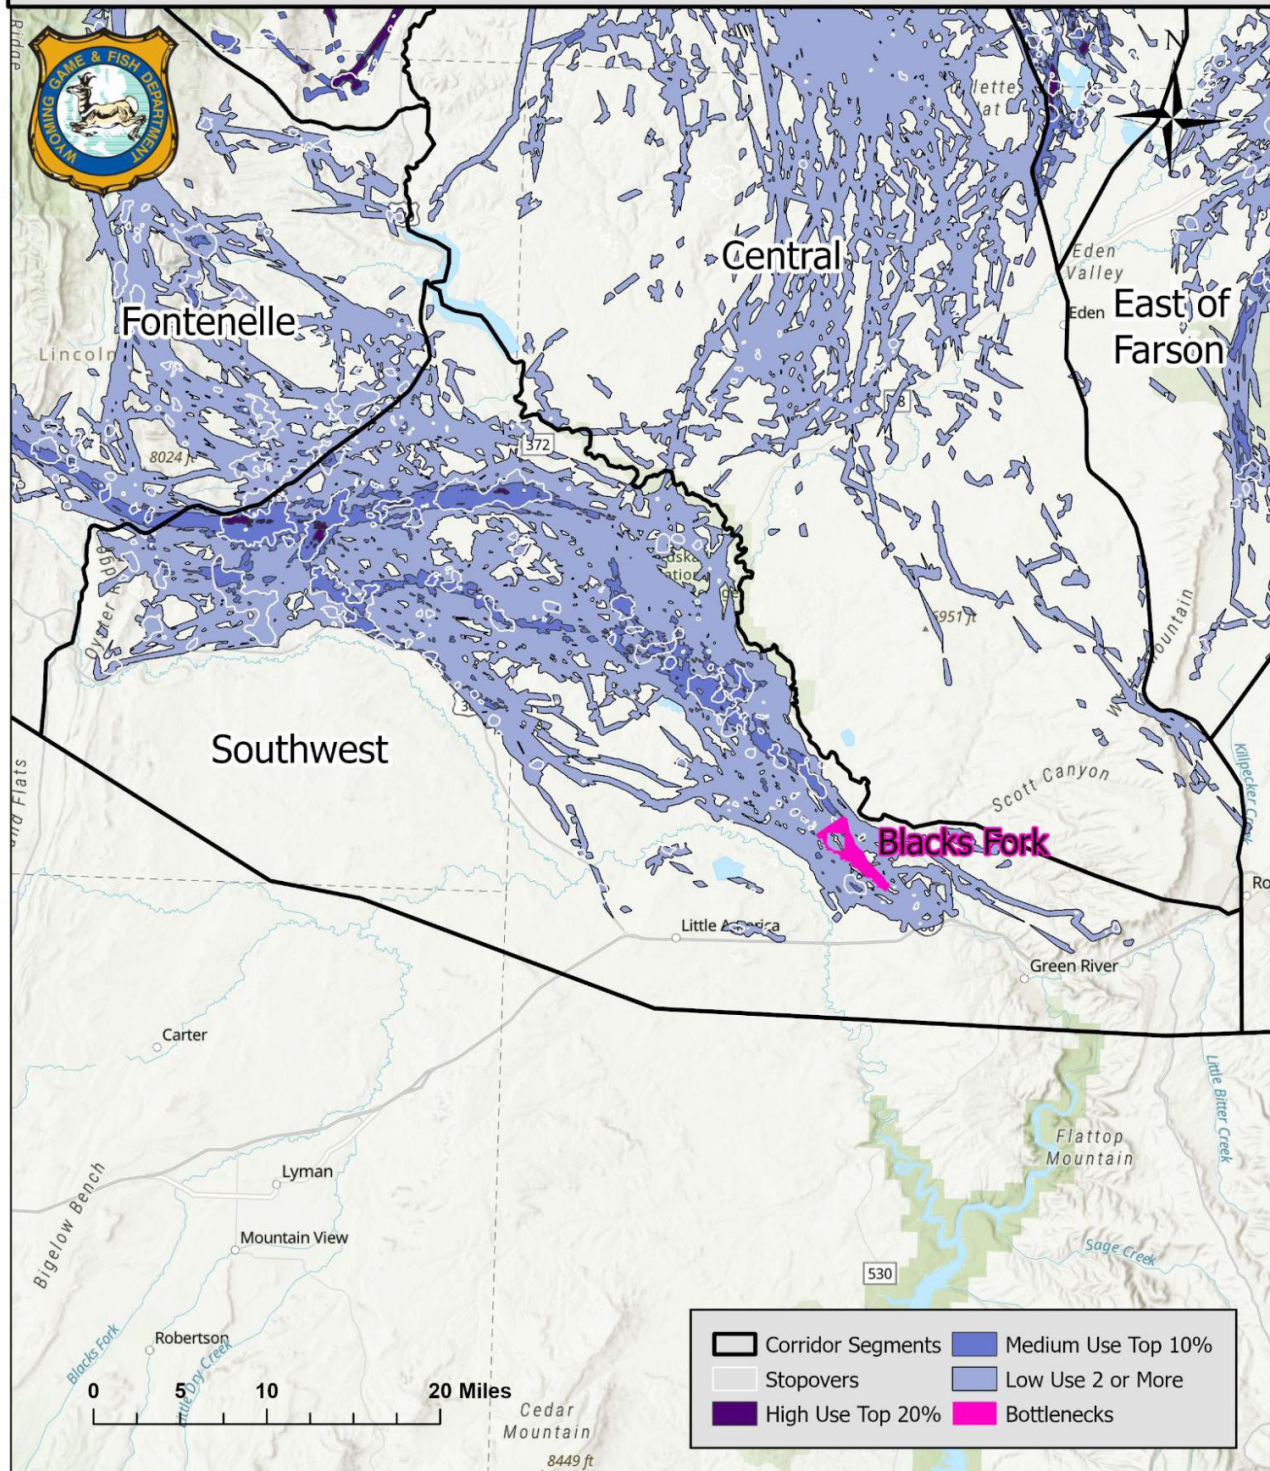 Ridge
WYOMING GAME & FISH DEPARTMENT
N
Central
Eden
Valley
Eden
East of
Farson
Fontenelle
Lincoln
8024 ft
372
Oyster Ridge
Southwest
Scott Canyon
Killpecker Creek
Blacks Fork
Little America
Green River
Carter
Little Bitter Creek
Flattop
Mountain
Bigelow Bench
Lyman
Mountain View
Sage Creek
530
Robertson
Blacks Fork
Little Dry Creek
0 5 10 20 Miles
Cedar
Mountain
8449 ft
Corridor Segments
Medium Use Top 10%
Stopovers
Low Use 2 or More
High Use Top 20%
Bottlenecks